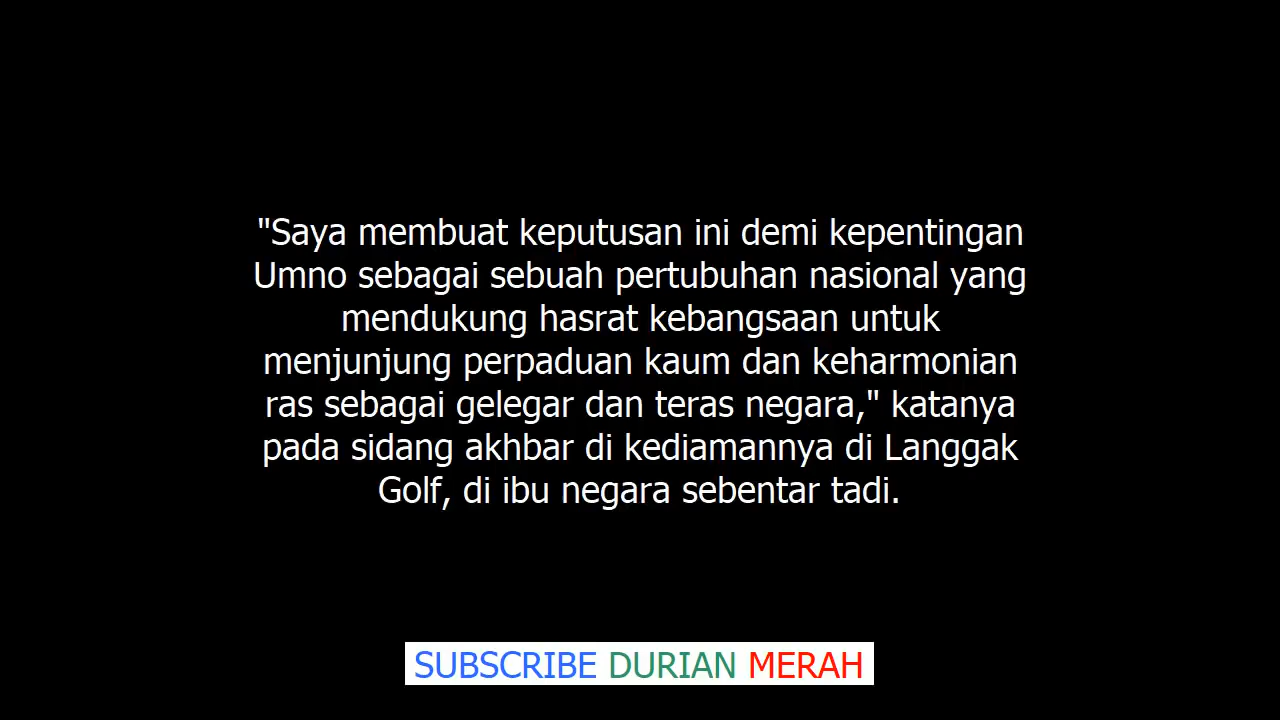 "Saya membuat keputusan ini demi kepentingan
Umno sebagai sebuah pertubuhan nasional yang
mendukung hasrat kebangsaan untuk
menjunjung perpaduan kaum dan keharmonian
ras sebagai gelegar dan teras negara," katanya
pada sidang akhbar di kediamannya di Langgak
Golf, di ibu negara sebentar tadi.
SUBSCRIBE DURIAN MERAH